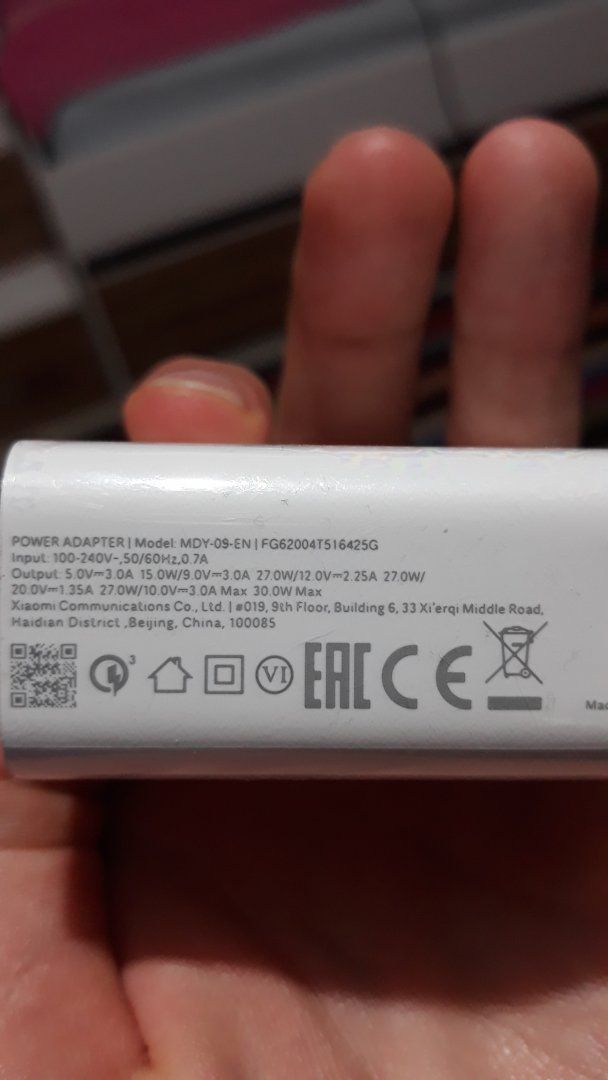 POWER ADAPTER | Model: MDY-09-EN | FG62004T516425G
Input: 100-240V~,50/60Hz,0.7A
Output: 5.0V⎓3.0A 15.0W/9.0V⎓3.0A 27.0W/12.0V⎓2.25A 27.0W/
20.0V⎓1.35A 27.0W/10.0V⎓3.0A Max 30.0W Max
Xiaomi Communications Co., Ltd. | #019, 9th Floor, Building 6, 33 Xi'erqi Middle Road,
Haidian District ,Beijing, China, 100085
3 VI EAC CE